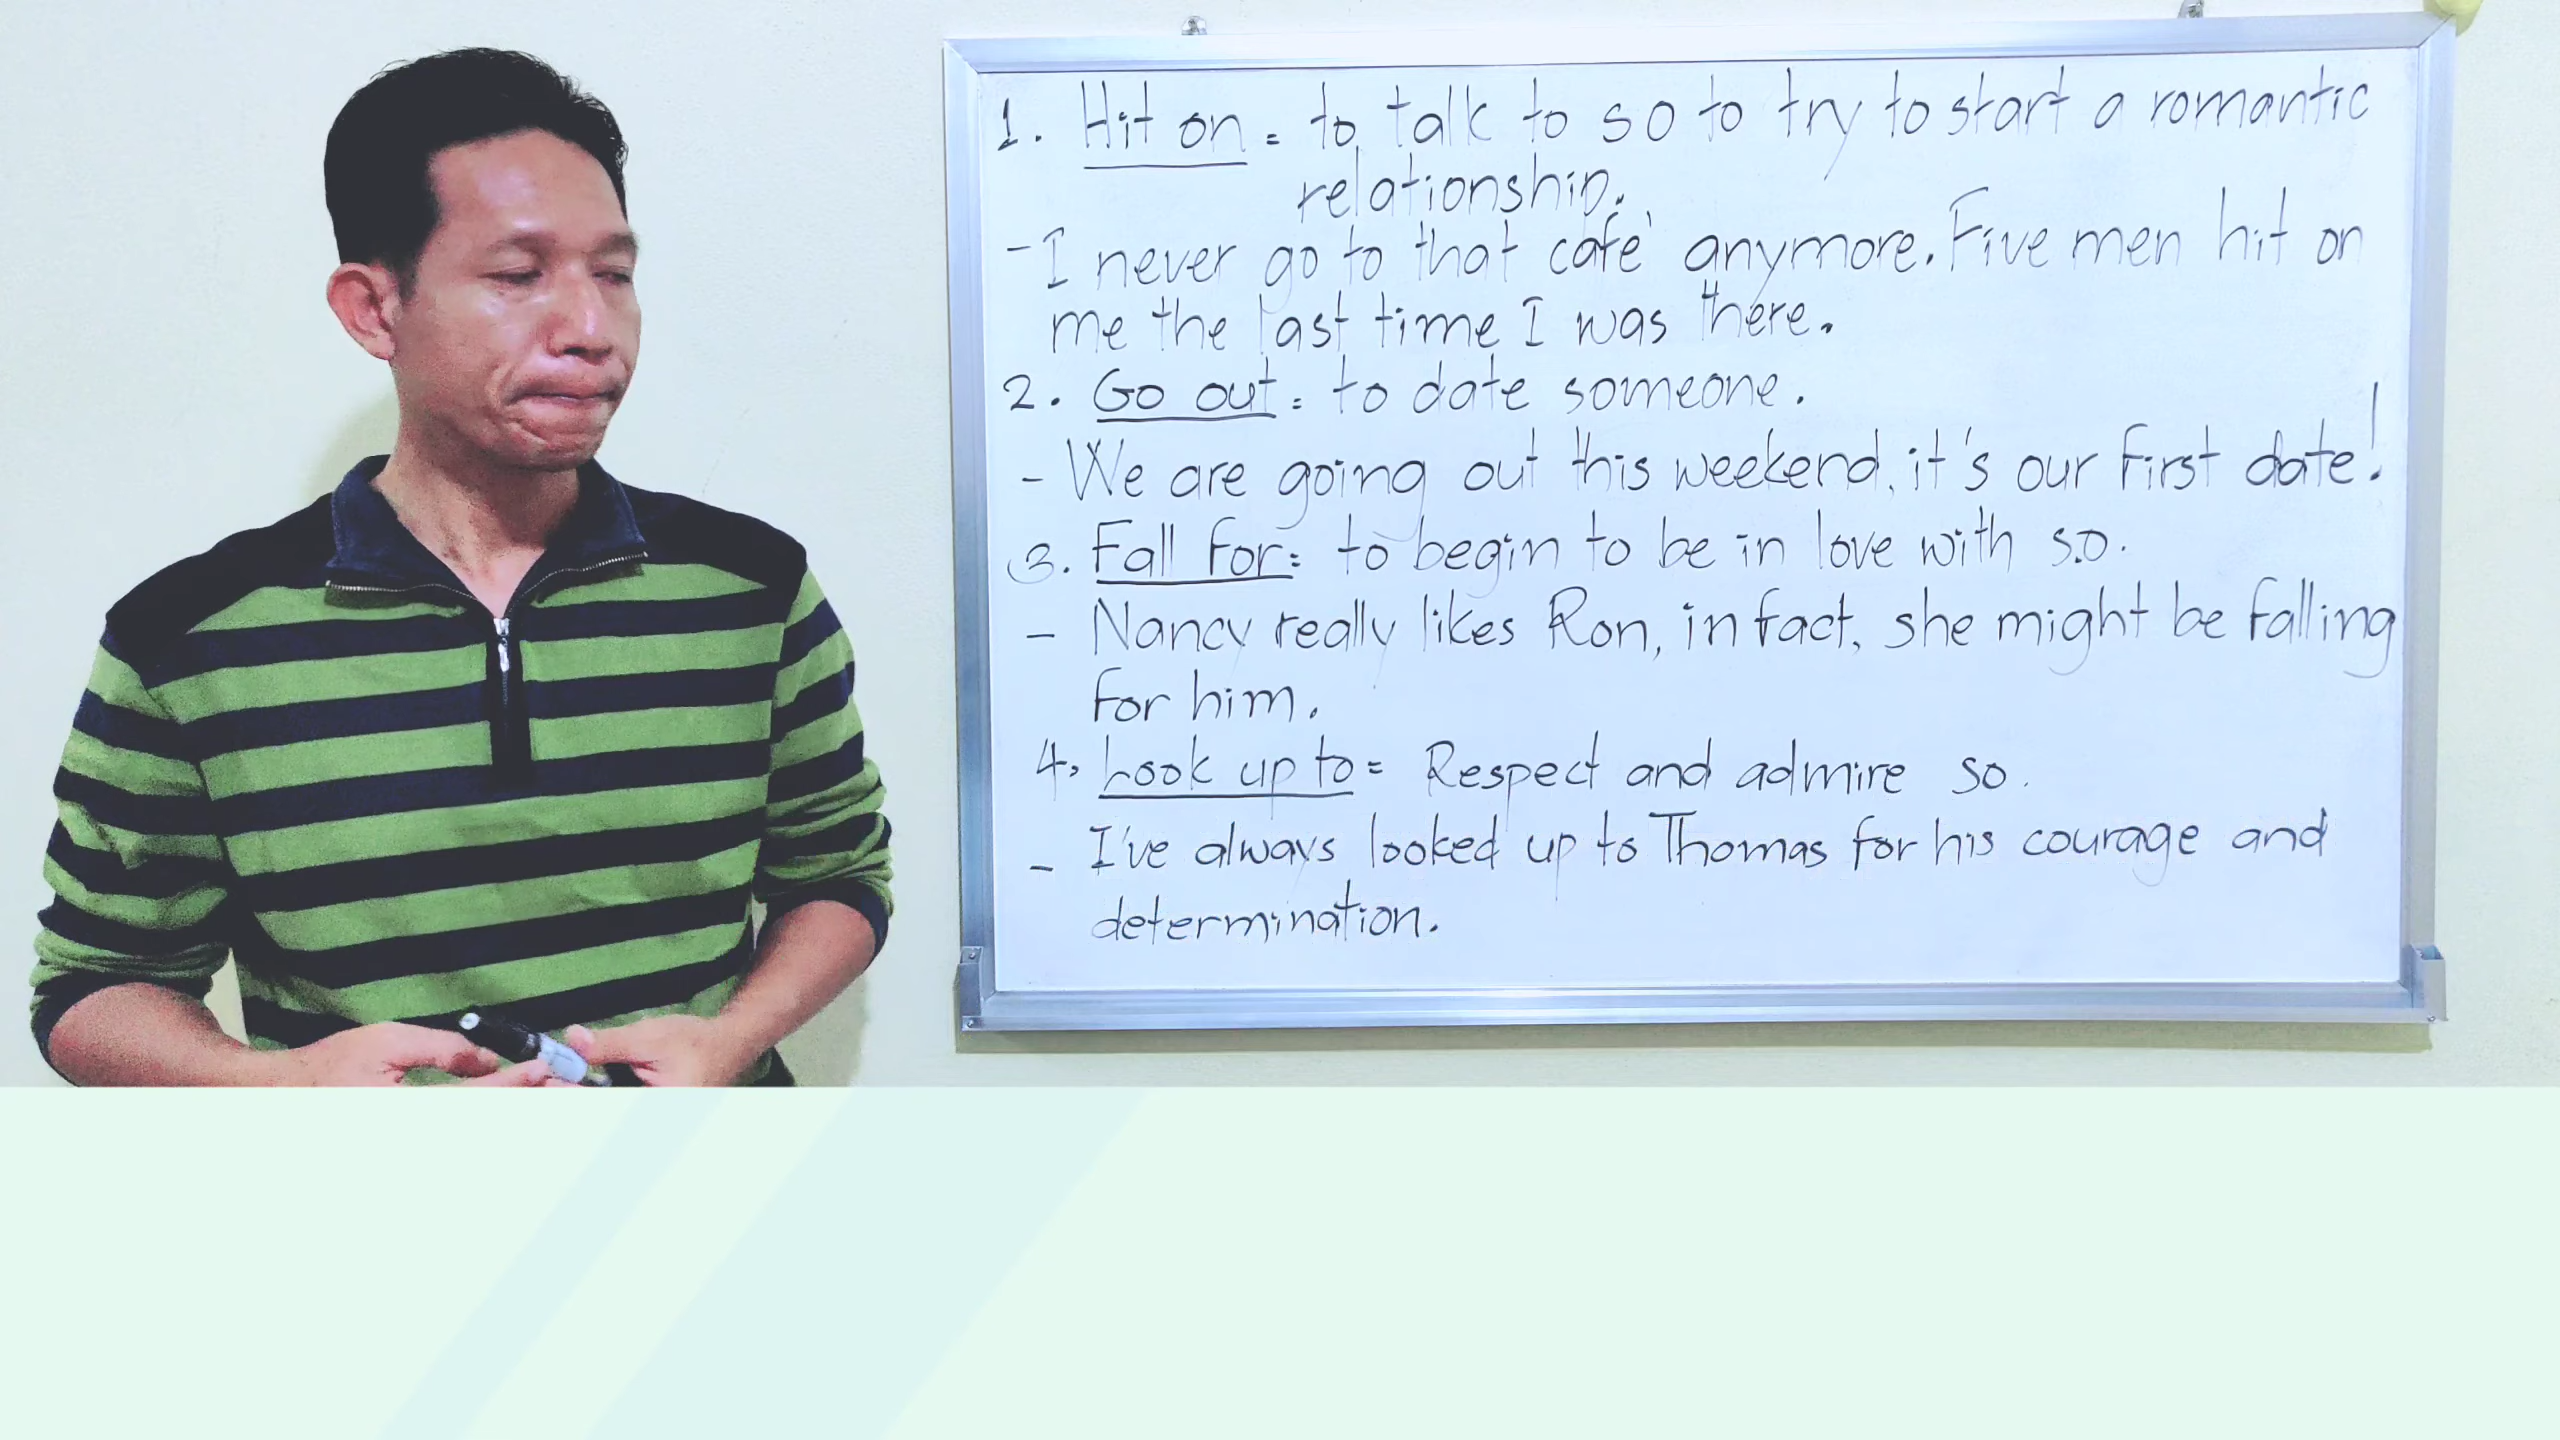 1. Hit on = to talk to so to try to start a romantic
relationship.
- I never go to that cafe' anymore. Five men hit on
me the last time I was there.
2. Go out = to date someone.
- We are going out this weekend, it's our first date!
3. Fall for = to begin to be in love with s.o.
- Nancy really likes Ron, in fact, she might be falling
for him.
4, Look up to = Respect and admire so.
- I've always looked up to Thomas for his courage and
determination.